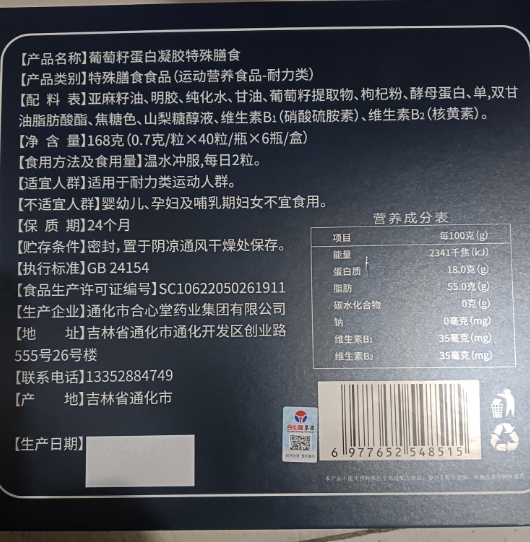 【产品名称】葡萄籽蛋白凝胶特殊膳食
【产品类别】特殊膳食食品(运动营养食品-耐力类)
【配 料 表】亚麻籽油、明胶、纯化水、甘油、葡萄籽提取物、枸杞粉、酵母蛋白、单,双甘
油脂肪酸酯、焦糖色、山梨糖醇液、维生素B₁(硝酸硫胺素)、维生素B₂(核黄素)。
【净 含 量】168克(0.7克/粒×40粒/瓶×6瓶/盒)
【食用方法及食用量】温水冲服,每日2粒。
【适宜人群】适用于耐力类运动人群。
【不适宜人群】婴幼儿、孕妇及哺乳期妇女不宜食用。
【保 质 期】24个月
【贮存条件】密封,置于阴凉通风干燥处保存。
【执行标准】GB 24154
【食品生产许可证编号】SC10622050261911
【生产企业】通化市合心堂药业集团有限公司
【地 址】吉林省通化市通化开发区创业路
555号26号楼
【联系电话】13352884749
【产 地】吉林省通化市
【生产日期】
营养成分表
项目 每100克(g)
能量 2341千焦(kJ)
蛋白质 18.0克(g)
脂肪 55.0克(g)
碳水化合物 0克(g)
钠 0毫克(mg)
维生素B₁ 35毫克(mg)
维生素B₂ 35毫克(mg)
6 977652 548515